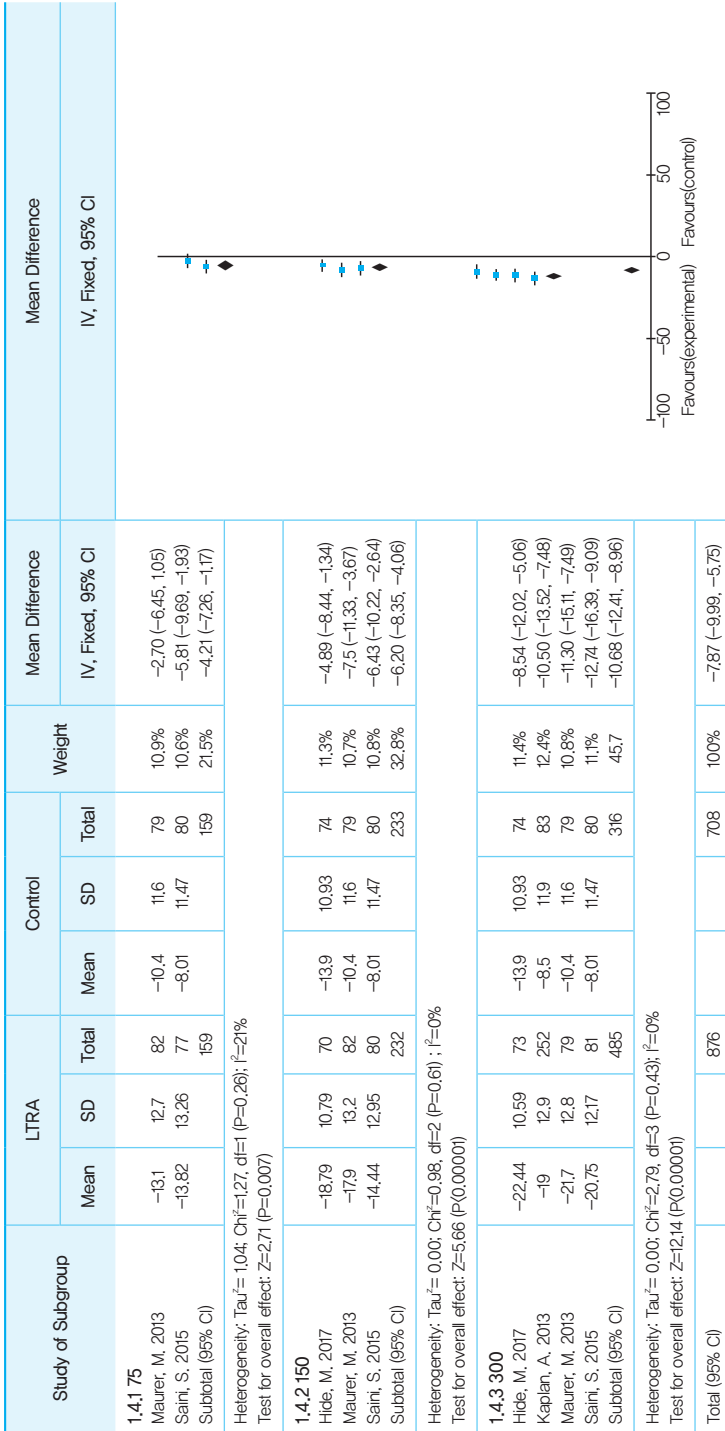 Study of Subgroup LTRA Control Weight Mean Difference Mean Difference
Mean SD Total Mean SD Total IV, Fixed, 95% CI IV, Fixed, 95% CI
1.4.1 75
Maurer, M. 2013 −13.1 12.7 82 −10.4 11.6 79 10.9% −2.70 (−6.45, 1.05)
Saini, S. 2015 −13.82 13.26 77 −8.01 11.47 80 10.6% −5.81 (−9.69, −1.93)
Subtotal (95% CI) 159 159 21.5% −4.21 (−7.26, −1.17)
Heterogeneity: Tau²= 1.04; Chi²=1.27, df=1 (P=0.26); I²=21%
Test for overall effect: Z=2.71 (P=0.007)
1.4.2 150
Hide, M. 2017 −18.79 10.79 70 −13.9 10.93 74 11.3% −4.89 (−8.44, −1.34)
Maurer, M. 2013 −17.9 13.2 82 −10.4 11.6 79 10.7% −7.5 (−11.33, −3.67)
Saini, S. 2015 −14.44 12.95 80 −8.01 11.47 80 10.8% −6.43 (−10.22, −2.64)
Subtotal (95% CI) 232 233 32.8% −6.20 (−8.35, −4.06)
Heterogeneity: Tau²= 0.00; Chi²=0.98, df=2 (P=0.61) ; I²=0%
Test for overall effect: Z=5.66 (P<0.00001)
1.4.3 300
Hide, M. 2017 −22.44 10.59 73 −13.9 10.93 74 11.4% −8.54 (−12.02, −5.06)
Kaplan, A. 2013 −19 12.9 252 −8.5 11.9 83 12.4% −10.50 (−13.52, −7.48)
Maurer, M. 2013 −21.7 12.8 79 −10.4 11.6 79 10.8% −11.30 (−15.11, −7.49)
Saini, S. 2015 −20.75 12.17 81 −8.01 11.47 80 11.1% −12.74 (−16.39, −9.09)
Subtotal (95% CI) 485 316 45.7 −10.68 (−12.41, −8.96)
Heterogeneity: Tau²= 0.00; Chi²=2.79, df=3 (P=0.43); I²=0%
Test for overall effect: Z=12.14 (P<0.00001)
Total (95% CI) 876 708 100% −7.87 (−9.99, −5.75)
−100 −50 0 50 100
Favours(experimental) Favours(control)